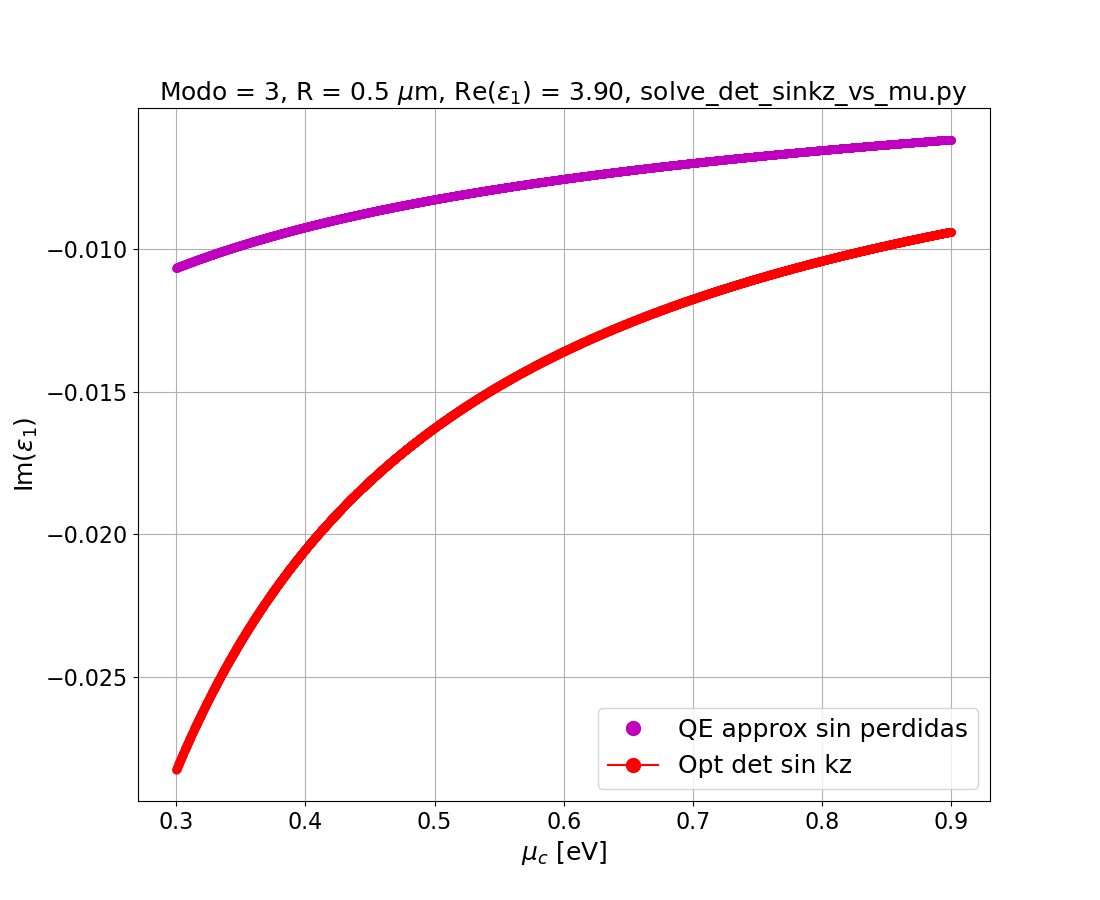 Modo = 3, R = 0.5 μm, Re(ε₁) = 3.90, solve_det_sinkz_vs_mu.py
−0.010
−0.015
−0.020
−0.025
Im(ε₁)
QE approx sin perdidas
Opt det sin kz
0.3 0.4 0.5 0.6 0.7 0.8 0.9
μ_c [eV]